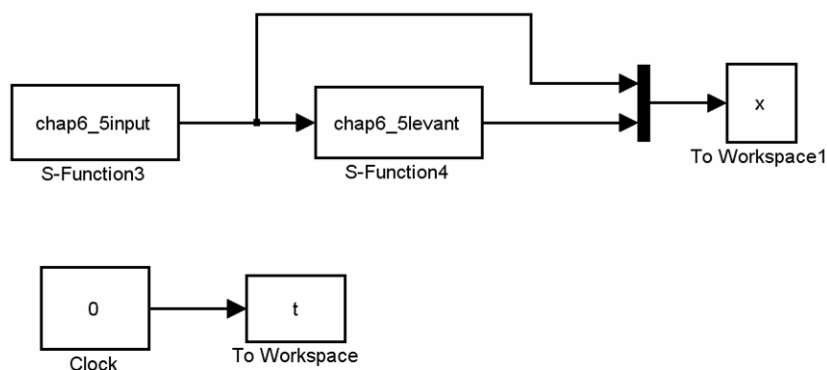 chap6_5input
S-Function3
chap6_5levant
S-Function4
x
To Workspace1
0
Clock
t
To Workspace